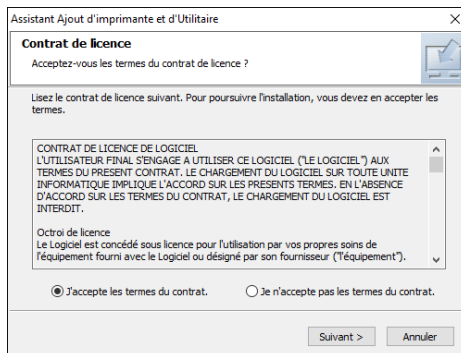 Assistant Ajout d'imprimante et d'Utilitaire
Contrat de licence
Acceptez-vous les termes du contrat de licence ?
Lisez le contrat de licence suivant. Pour poursuivre l'installation, vous devez en accepter les
termes.
CONTRAT DE LICENCE DE LOGICIEL
L'UTILISATEUR FINAL S'ENGAGE A UTILISER CE LOGICIEL ("LE LOGICIEL") AUX
TERMES DU PRESENT CONTRAT. LE CHARGEMENT DU LOGICIEL SUR TOUTE UNITE
INFORMATIQUE IMPLIQUE L'ACCORD SUR LES PRESENTS TERMES. EN L'ABSENCE
D'ACCORD SUR LES TERMES DU CONTRAT, LE CHARGEMENT DU LOGICIEL EST
INTERDIT.
Octroi de licence
Le Logiciel est concédé sous licence pour l'utilisation par vos propres soins de
l'équipement fourni avec le Logiciel ou désigné par son fournisseur ("l'équipement").
J'accepte les termes du contrat.
Je n'accepte pas les termes du contrat.
Suivant >
Annuler